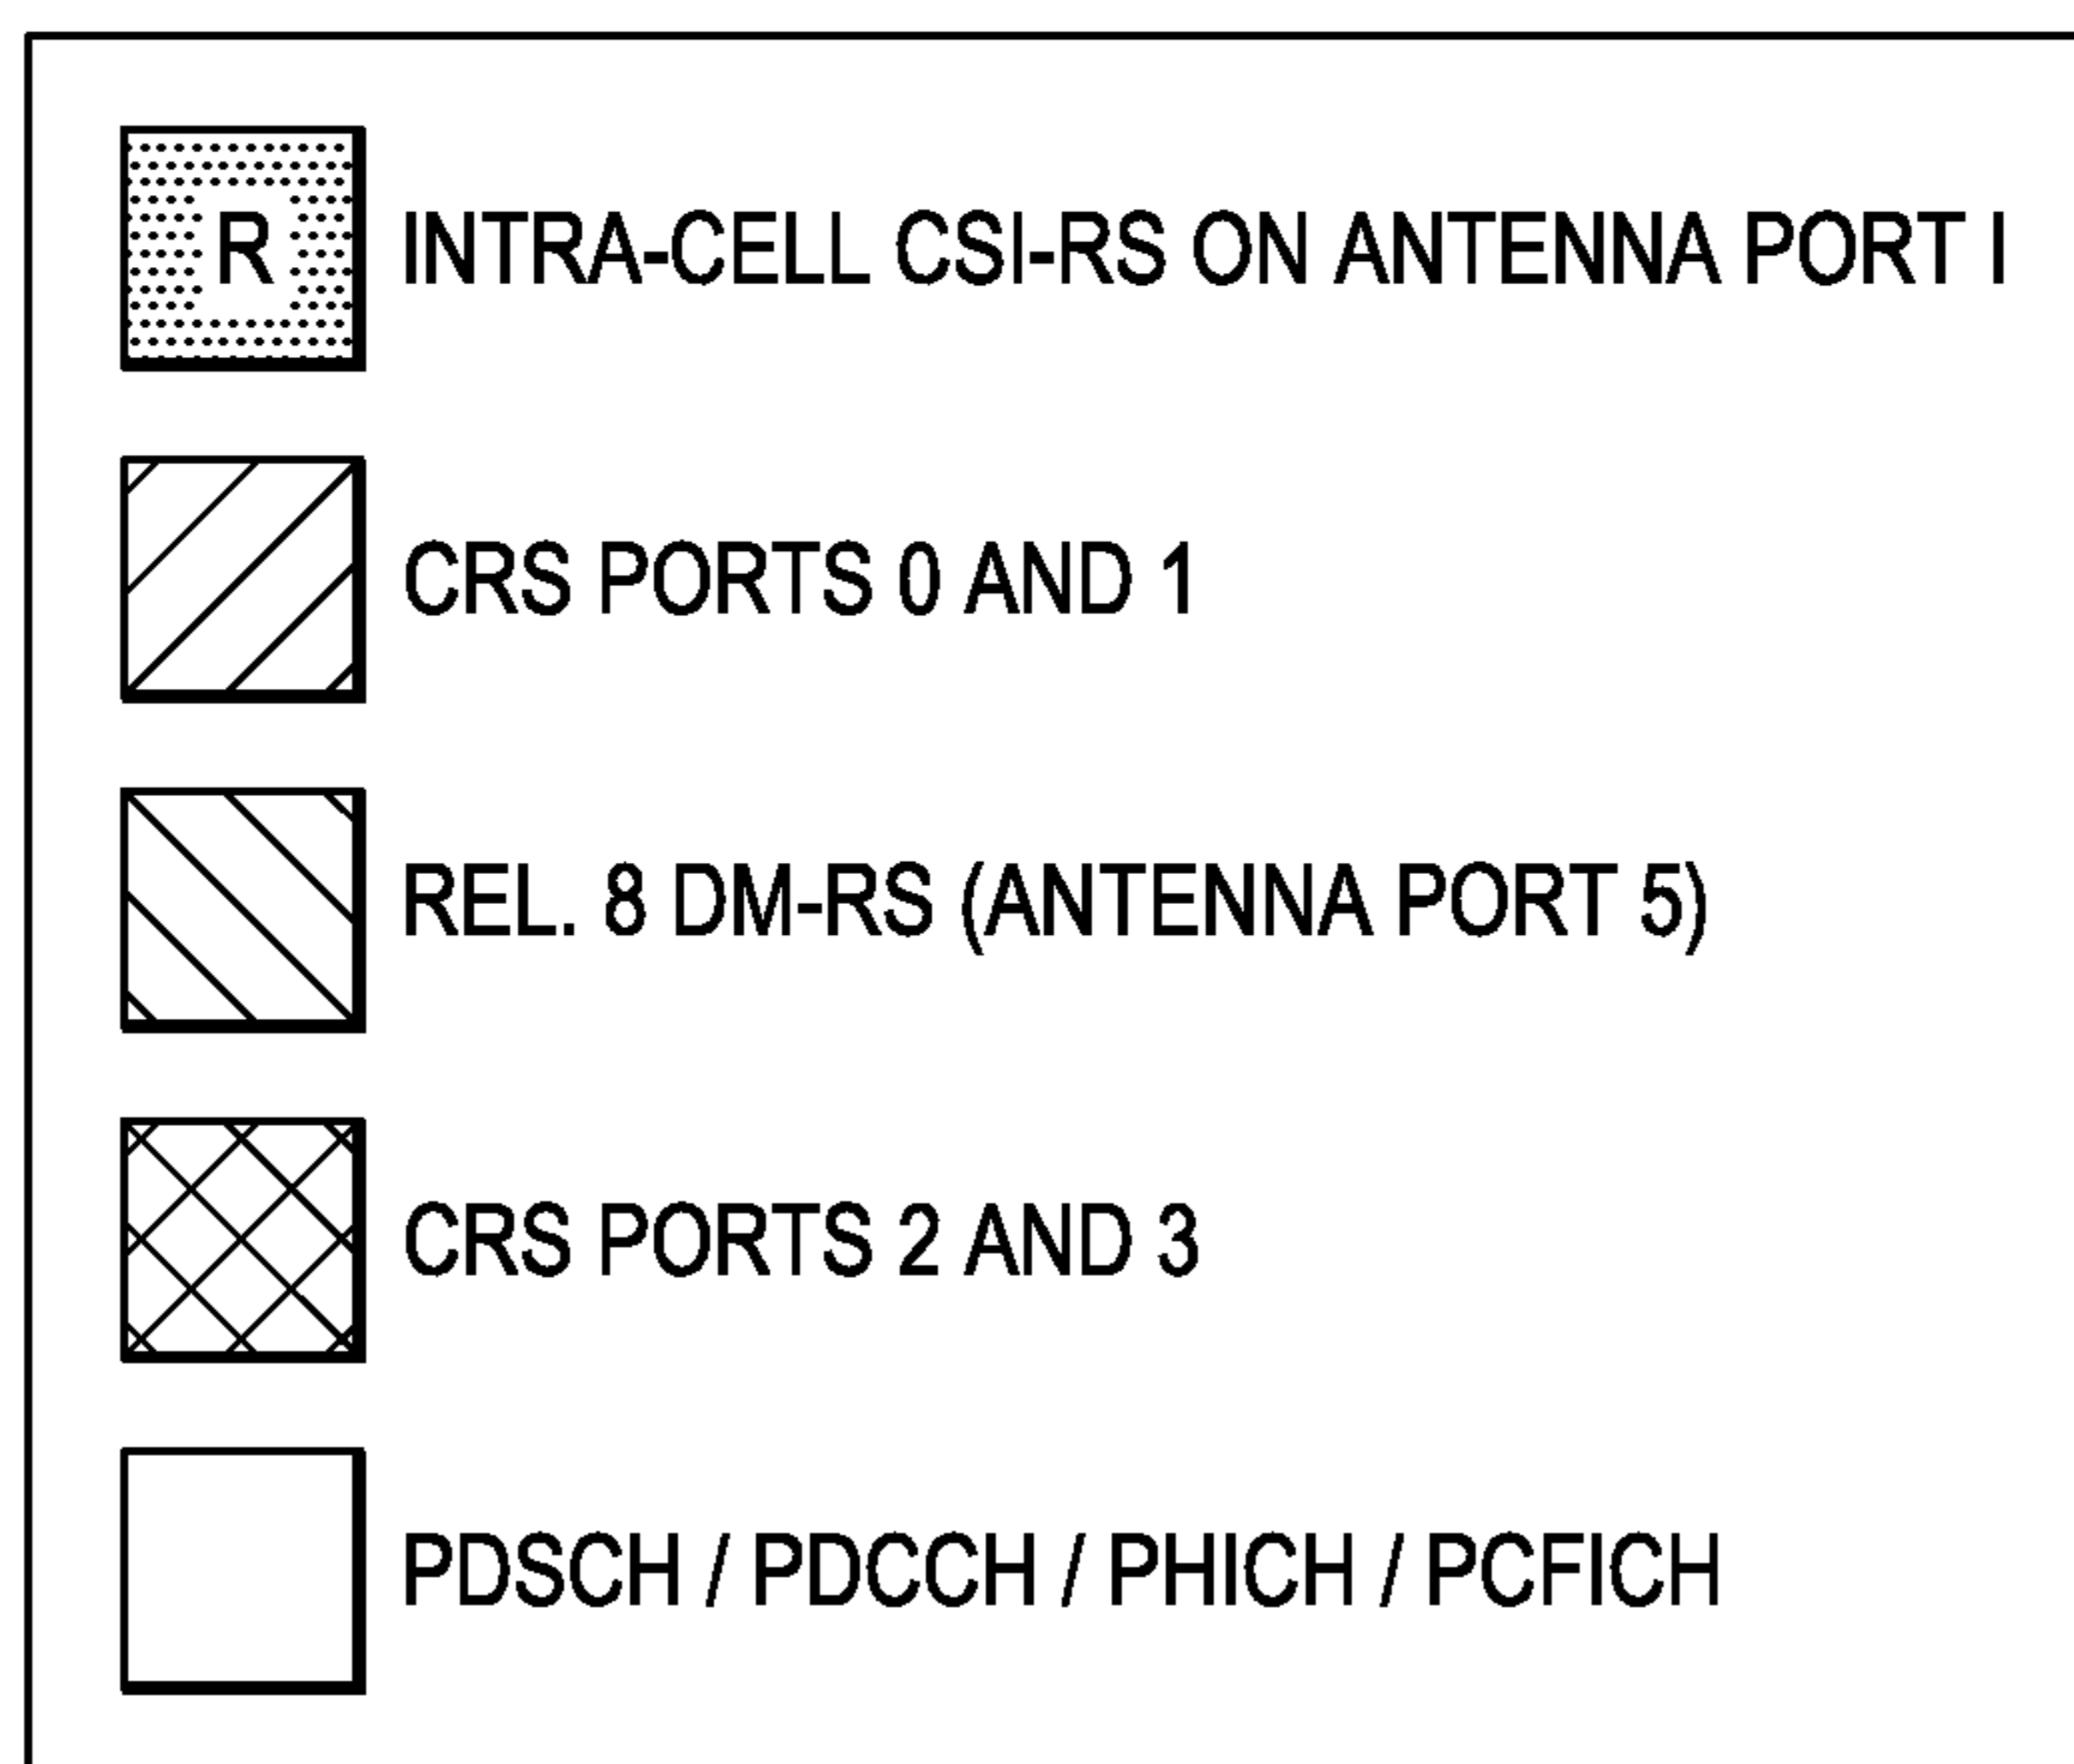 R INTRA-CELL CSI-RS ON ANTENNA PORT I
CRS PORTS 0 AND 1
REL. 8 DM-RS (ANTENNA PORT 5)
CRS PORTS 2 AND 3
PDSCH / PDCCH / PHICH / PCFICH